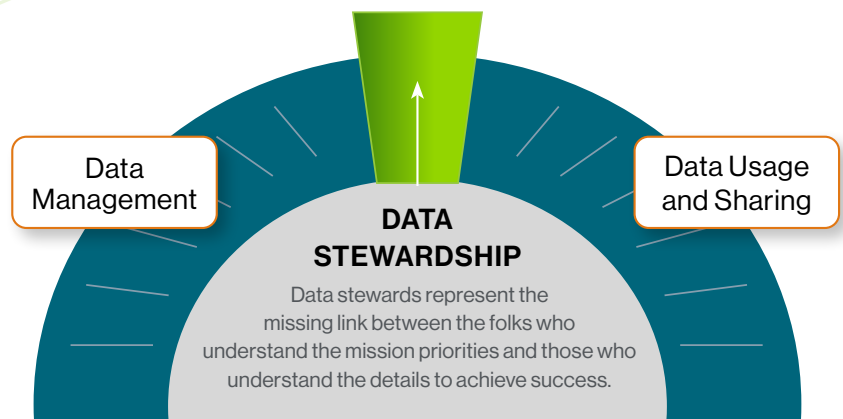 Data
Management
Data Usage
and Sharing
DATA
STEWARDSHIP
Data stewards represent the
missing link between the folks who
understand the mission priorities and those who
understand the details to achieve success.